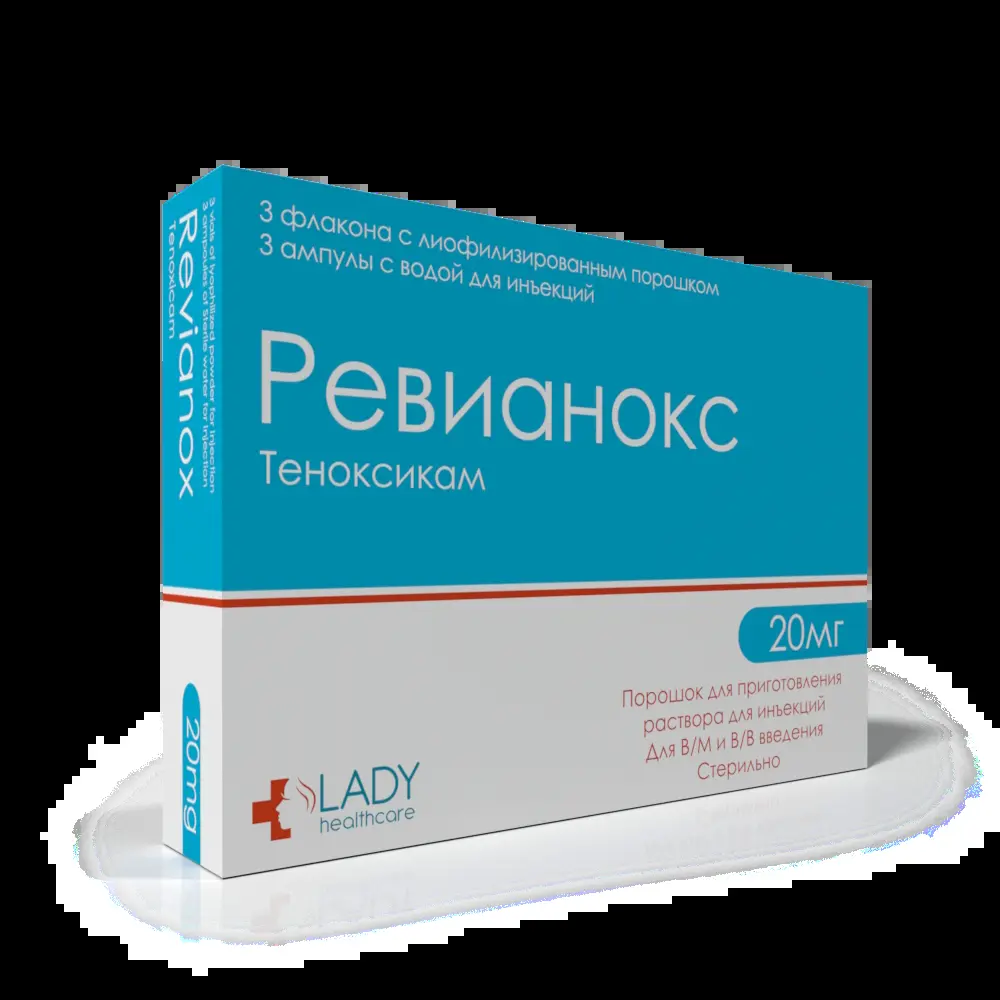 3 флакона с лиофилизированным порошком
3 ампулы с водой для инъекций
Ревианокс
Теноксикам
20мг
Порошок для приготовления
раствора для инъекций
Для В/М и В/В введения
Стерильно
LADY
healthcare
3 vials of lyophilized powder for injection
3 ampoules of sterile water for injection
Revianox
Tenoxicam
20mg